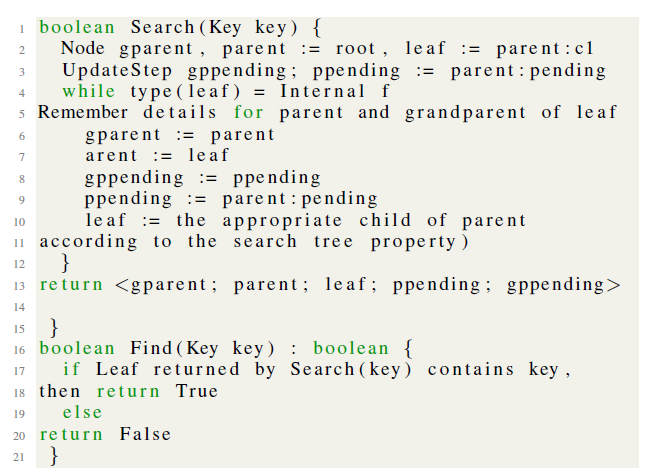 1 boolean Search(Key key) {
2 Node gparent, parent := root, leaf := parent:cl
3 UpdateStep gppending; ppending := parent:pending
4 while type(leaf) = Internal f
5 Remember details for parent and grandparent of leaf
6 gparent := parent
7 arent := leaf
8 gppending := ppending
9 ppending := parent:pending
10 leaf := the appropriate child of parent
11 according to the search tree property)
12 }
13 return <gparent; parent; leaf; ppending; gppending>
14
15 }
16 boolean Find(Key key) : boolean {
17 if Leaf returned by Search(key) contains key,
18 then return True
19 else
20 return False
21 }